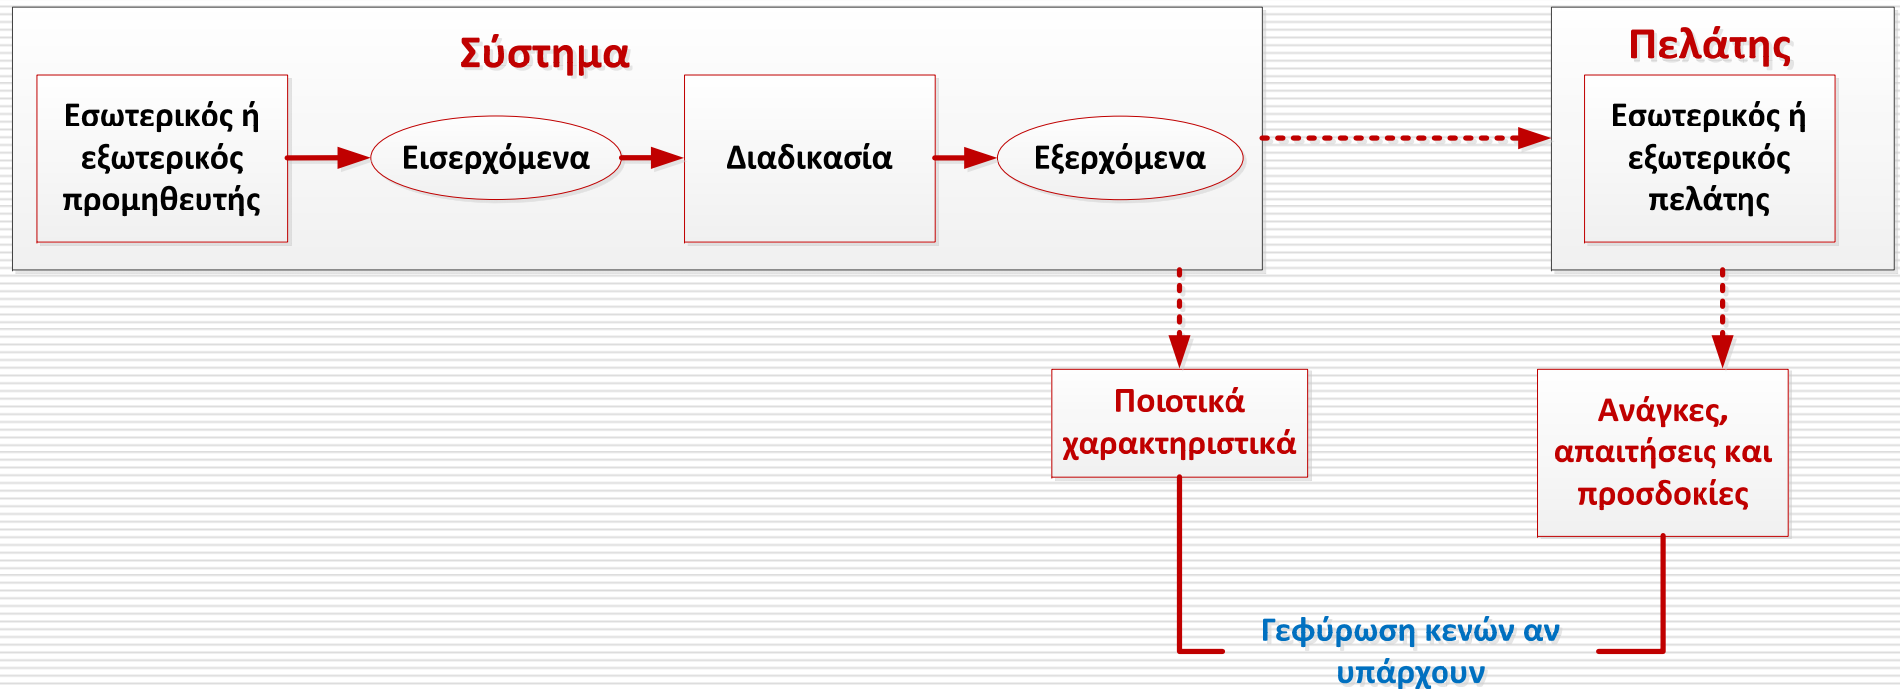 Σύστημα
Εσωτερικός ή
εξωτερικός
προμηθευτής
Εισερχόμενα
Διαδικασία
Εξερχόμενα
Πελάτης
Εσωτερικός ή
εξωτερικός
πελάτης
Ποιοτικά
χαρακτηριστικά
Ανάγκες,
απαιτήσεις και
προσδοκίες
Γεφύρωση κενών αν
υπάρχουν